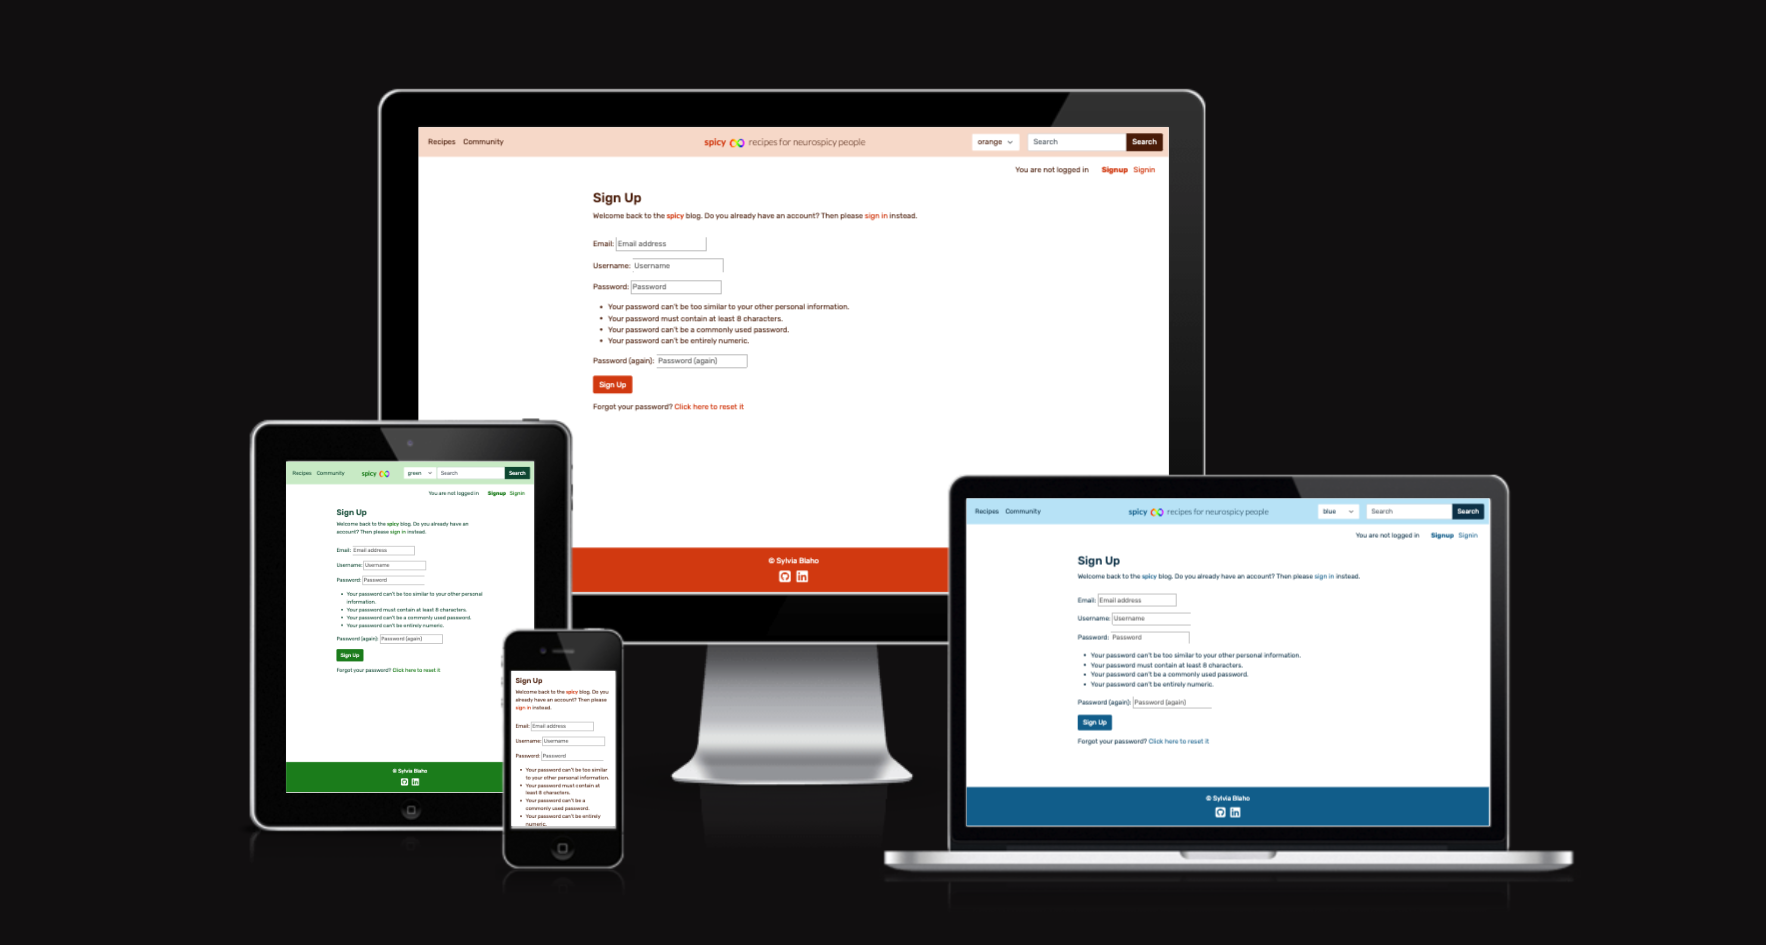 Recipes Community spicy recipes for neurospicy people orange Search Search
You are not logged in Signup Signin
Sign Up
Welcome back to the spicy blog. Do you already have an account? Then please sign in instead.
Email: Email address
Username: Username
Password: Password
Your password can't be too similar to your other personal information.
Your password must contain at least 8 characters.
Your password can't be a commonly used password.
Your password can't be entirely numeric.
Password (again): Password (again)
Sign Up
Forgot your password? Click here to reset it
© Sylvia Blaho
in
Recipes Community spicy green Search Search
You are not logged in Signup Signin
Sign Up
Welcome back to the spicy blog. Do you already have an
account? Then please sign in instead.
Email: Email address
Username: Username
Password: Password
Your password can't be too similar to your other personal
information.
Your password must contain at least 8 characters.
Your password can't be a commonly used password.
Your password can't be entirely numeric.
Password (again): Password (again)
Sign Up
Forgot your password? Click here to reset it
© Sylvia Blaho
in
Sign Up
Welcome back to the spicy blog. Do you
already have an account? Then please
sign in instead.
Email: Email address
Username: Username
Password: Password
Your password can't be too similar
to your other personal information.
Your password must contain at
least 8 characters.
Your password can't be a
commonly used password.
Your password can't be entirely
numeric.
Recipes Community spicy recipes for neurospicy people blue Search Search
You are not logged in Signup Signin
Sign Up
Welcome back to the spicy blog. Do you already have an account? Then please sign in instead.
Email: Email address
Username: Username
Password: Password
Your password can't be too similar to your other personal information.
Your password must contain at least 8 characters.
Your password can't be a commonly used password.
Your password can't be entirely numeric.
Password (again): Password (again)
Sign Up
Forgot your password? Click here to reset it
© Sylvia Blaho
in